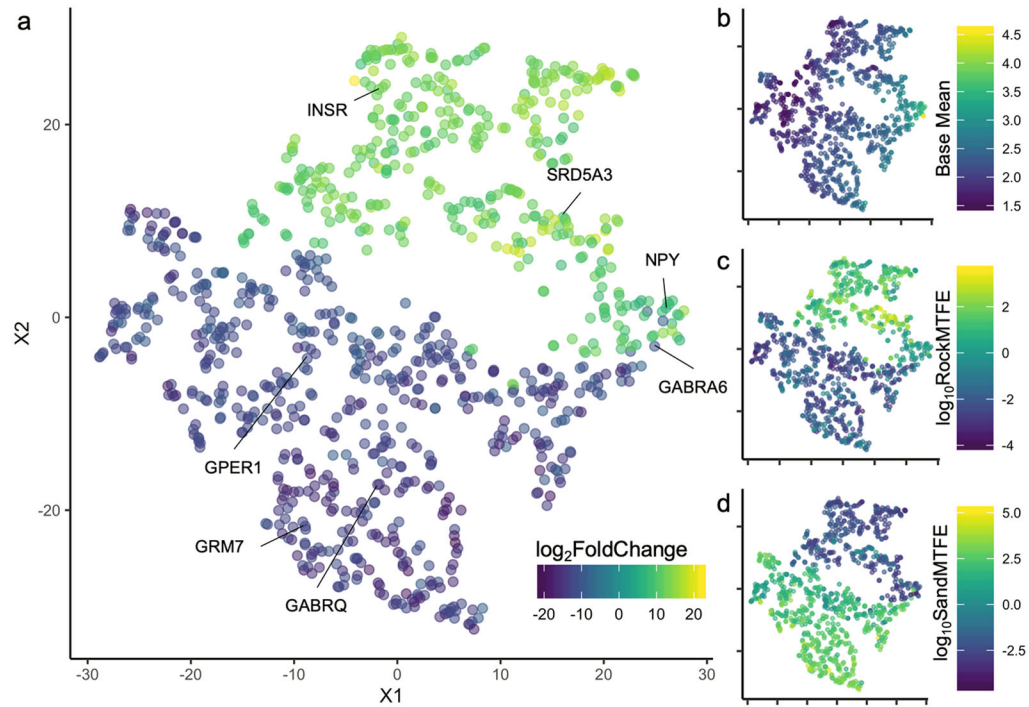 a
X2
20
0
-20
-30
-20
-10
0
10
20
30
X1
INSR
SRD5A3
NPY
GABRA6
GPER1
GRM7
GABRQ
log₂FoldChange
-20
-10
0
10
20
b
4.5
4.0
3.5
3.0
2.5
2.0
1.5
Base Mean
c
2
0
-2
-4
log₁₀RockMTFE
d
5.0
2.5
0.0
-2.5
log₁₀SandMTFE